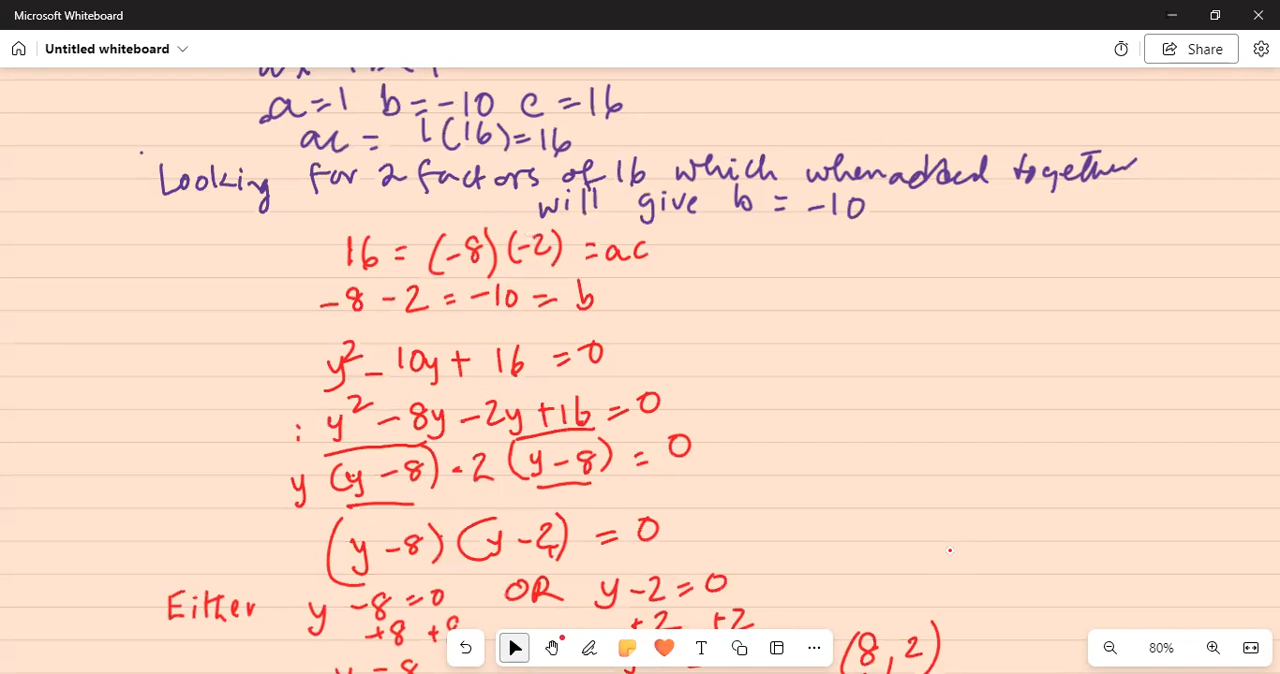 Microsoft Whiteboard
Untitled whiteboard
Share
a=1 b=-10 c=16
ac = 1(16)=16
Looking for 2 factors of 16 which when added together
will give b = -10
16 = (-8)(-2) = ac
-8 - 2 = -10 = b
y² - 10y + 16 = 0
: y² - 8y - 2y + 16 = 0
y (y-8) - 2 (y-8) = 0
(y-8) (y-2) = 0
Either y -8 = 0 OR y -2 = 0
+8 +8 +2 +2
y = 8 (8, 2)
80%